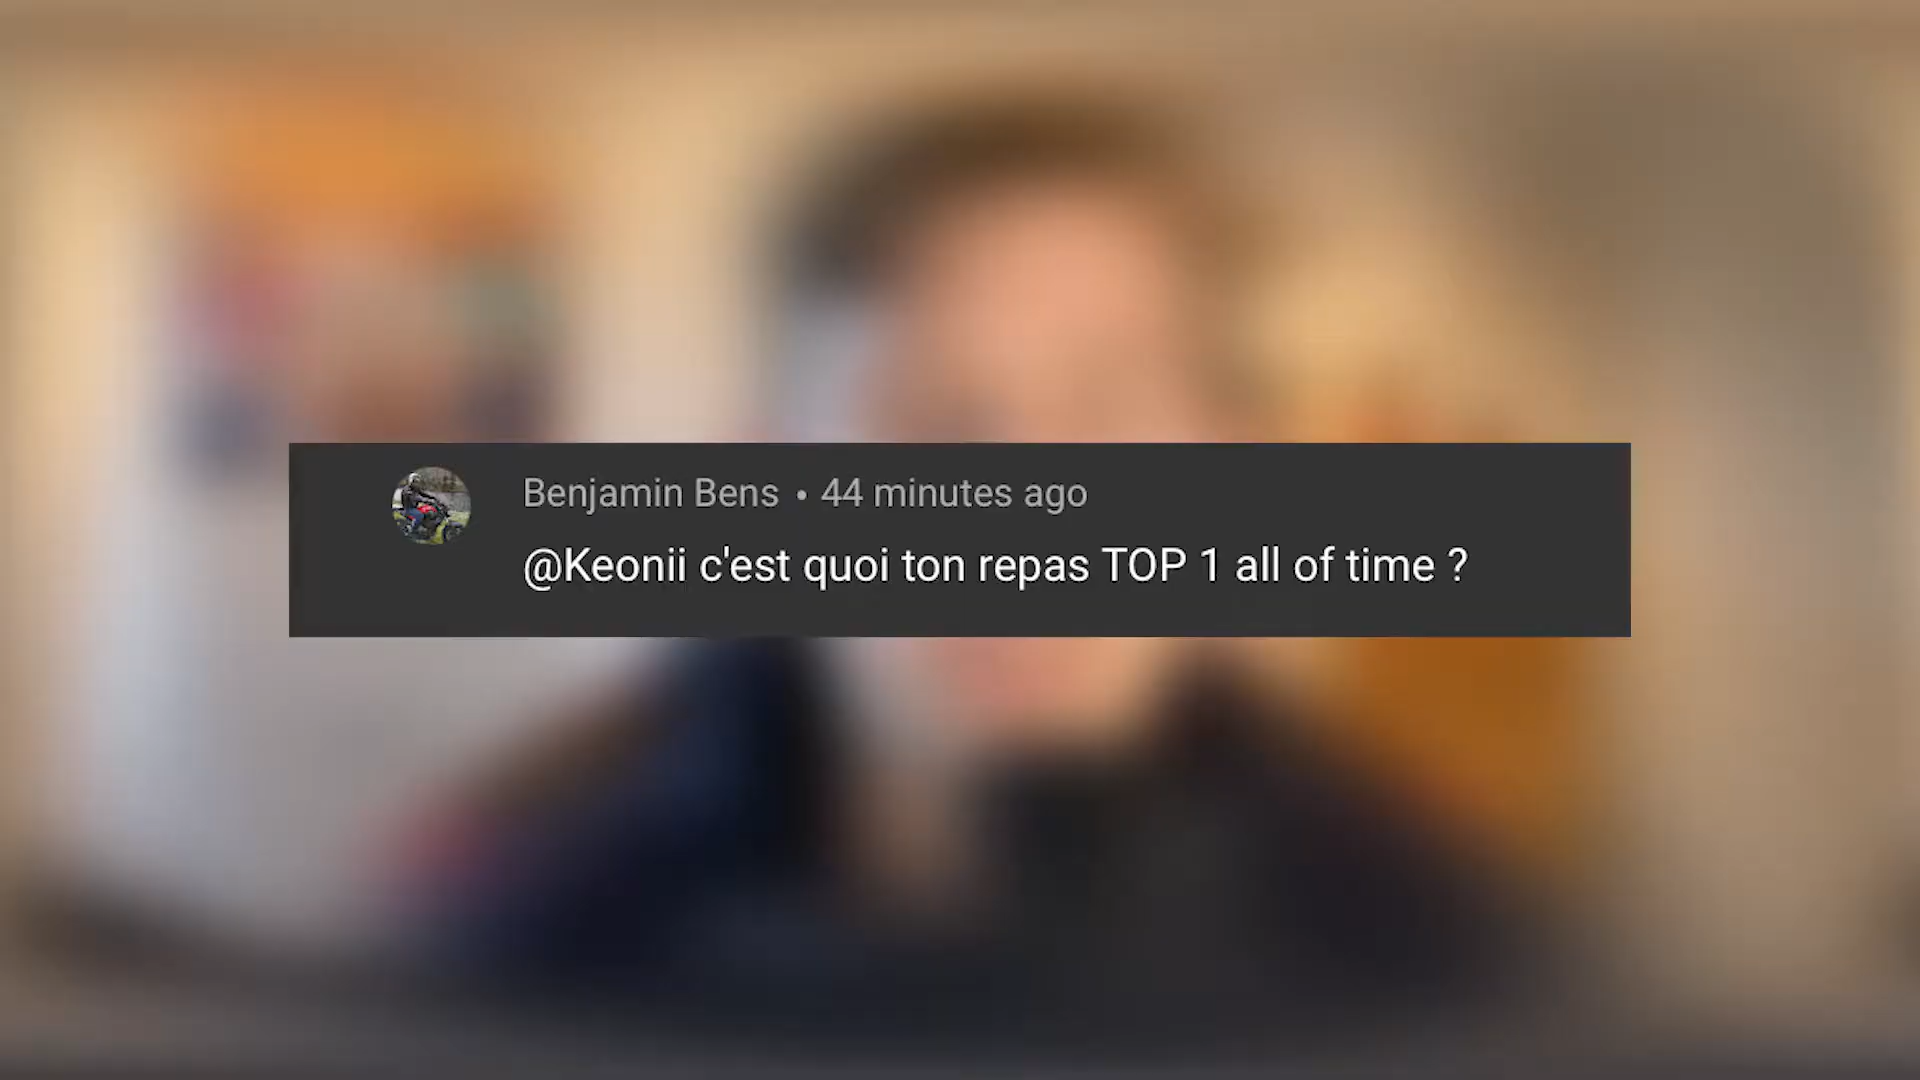 Benjamin Bens • 44 minutes ago
@Keonii c'est quoi ton repas TOP 1 all of time ?